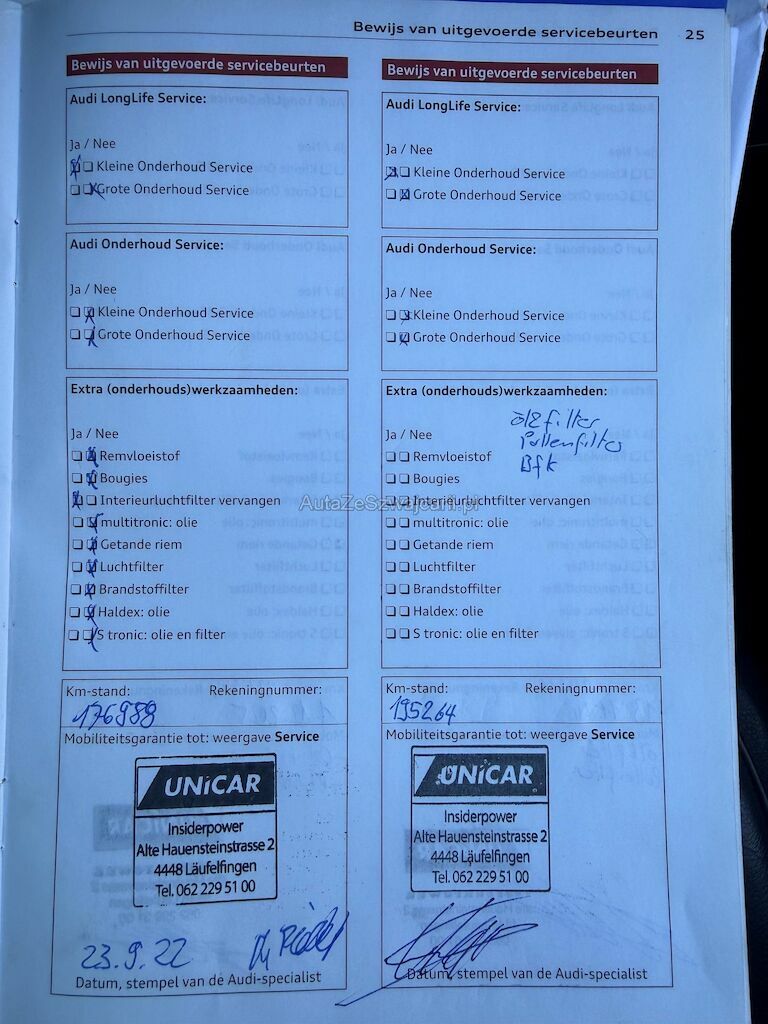 Bewijs van uitgevoerde servicebeurten 25
Bewijs van uitgevoerde servicebeurten
Audi LongLife Service:
Ja / Nee
Kleine Onderhoud Service
Grote Onderhoud Service
Audi Onderhoud Service:
Ja / Nee
Kleine Onderhoud Service
Grote Onderhoud Service
Extra (onderhouds)werkzaamheden:
Ja / Nee
Remvloeistof
Bougies
Interieurluchtfilter vervangen
multitronic: olie
Getande riem
Luchtfilter
Brandstoffilter
Haldex: olie
S tronic: olie en filter
Km-stand: Rekeningnummer:
176988
Mobiliteitsgarantie tot: weergave Service
UNiCAR
Insiderpower
Alte Hauensteinstrasse 2
4448 Läufelfingen
Tel. 062 229 51 00
23.9.22
Datum, stempel van de Audi-specialist
Bewijs van uitgevoerde servicebeurten
Audi LongLife Service:
Ja / Nee
Kleine Onderhoud Service
Grote Onderhoud Service
Audi Onderhoud Service:
Ja / Nee
Kleine Onderhoud Service
Grote Onderhoud Service
Extra (onderhouds)werkzaamheden:
filter
Pollenfilter
Bfk
Ja / Nee
Remvloeistof
Bougies
Interieurluchtfilter vervangen
multitronic: olie
Getande riem
Luchtfilter
Brandstoffilter
Haldex: olie
S tronic: olie en filter
Km-stand: Rekeningnummer:
195264
Mobiliteitsgarantie tot: weergave Service
UNiCAR
Insiderpower
Alte Hauensteinstrasse 2
4448 Läufelfingen
Tel. 062 229 51 00
Datum, stempel van de Audi-specialist
AutaZeSzwajcarii.pl